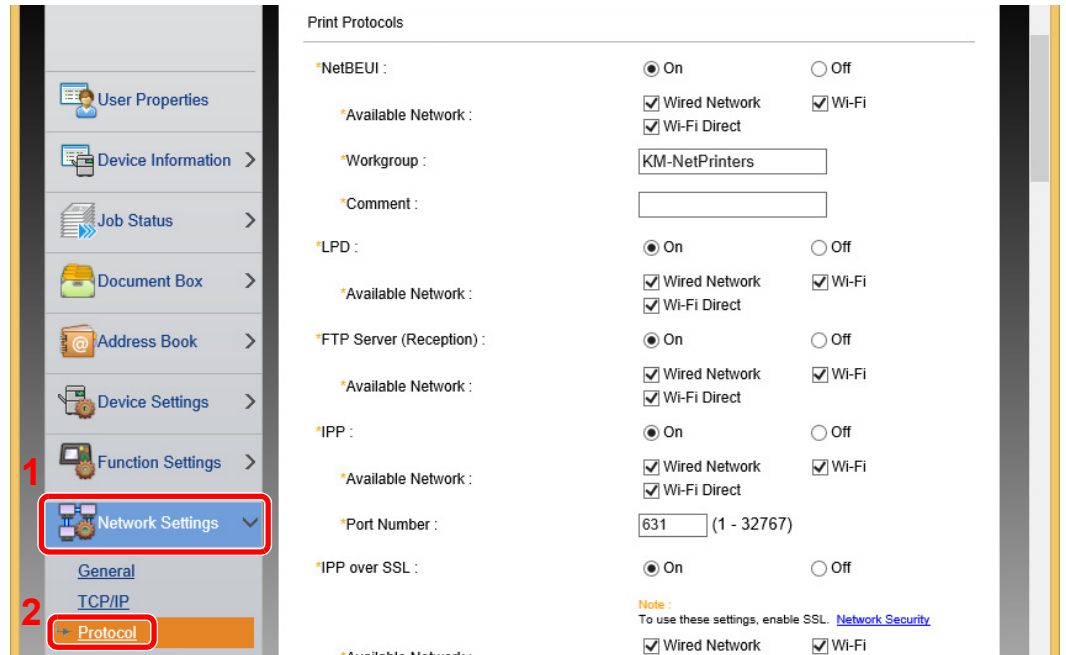 Print Protocols
*NetBEUI : On Off
User Properties
*Available Network : Wired Network Wi-Fi
Wi-Fi Direct
Device Information
*Workgroup : KM-NetPrinters
*Comment :
Job Status
*LPD : On Off
Document Box
*Available Network : Wired Network Wi-Fi
Wi-Fi Direct
Address Book
*FTP Server (Reception) : On Off
*Available Network : Wired Network Wi-Fi
Wi-Fi Direct
Device Settings
*IPP : On Off
1
Function Settings
*Available Network : Wired Network Wi-Fi
Wi-Fi Direct
Network Settings
*Port Number : 631 (1 - 32767)
General
*IPP over SSL : On Off
TCP/IP
Note :
To use these settings, enable SSL. Network Security
2
Protocol
*Available Network : Wired Network Wi-Fi